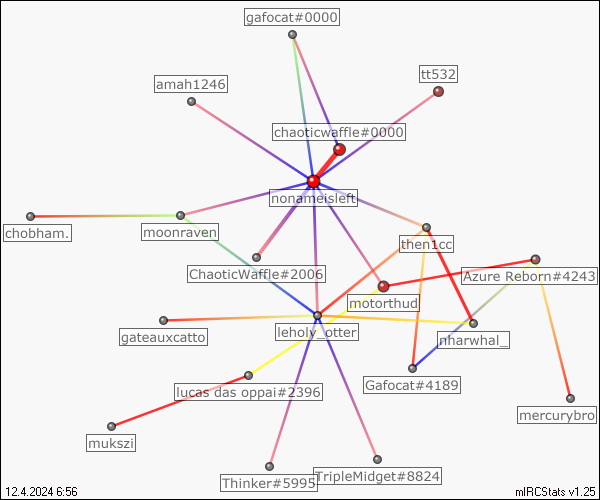 gafocat#0000
tt532
amah1246
chaoticwaffle#0000
nonameisleft
chobham.
moonraven
then1cc
ChaoticWaffle#2006
Azure Reborn#4243
motorthud
leholy_otter
nharwhal_
gateauxcatto
Gafocat#4189
lucas das oppai#2396
mercurybro
mukszi
Thinker#5995
TripleMidget#8824
12.4.2024 6:56
mIRCStats v1.25